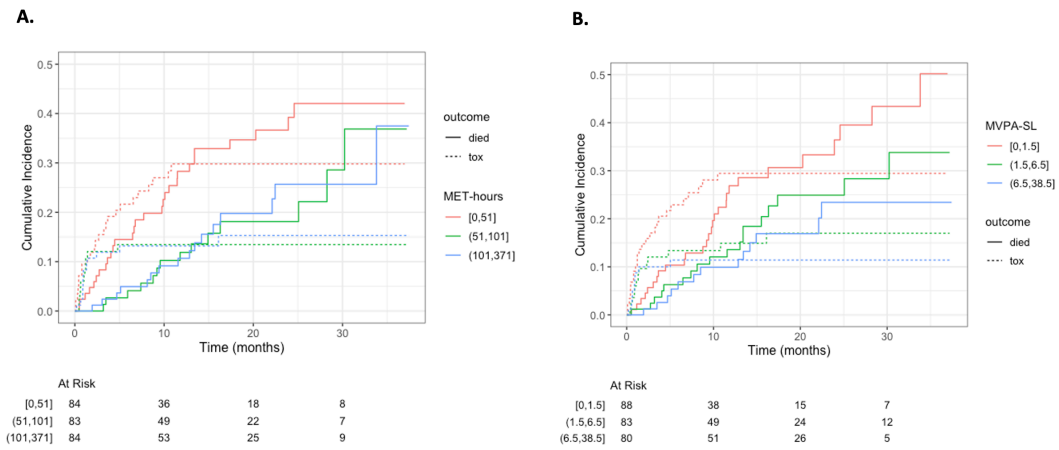 A.
Cumulative Incidence
0.5
0.4
0.3
0.2
0.1
0.0
0 10 20 30
Time (months)
outcome
died
tox
MET-hours
[0,51]
(51,101]
(101,371]
At Risk
[0,51] 84 36 18 8
(51,101] 83 49 22 7
(101,371] 84 53 25 9
B.
Cumulative Incidence
0.5
0.4
0.3
0.2
0.1
0.0
0 10 20 30
Time (months)
MVPA-SL
[0,1.5]
(1.5,6.5]
(6.5,38.5]
outcome
died
tox
At Risk
[0,1.5] 88 38 15 7
(1.5,6.5] 83 49 24 12
(6.5,38.5] 80 51 26 5